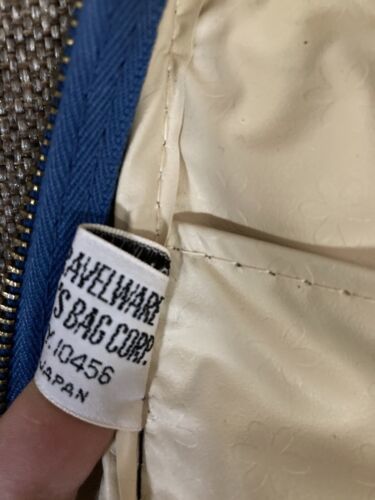 AVELWARE
'S BAG CORP.
Y. 10456
JAPAN